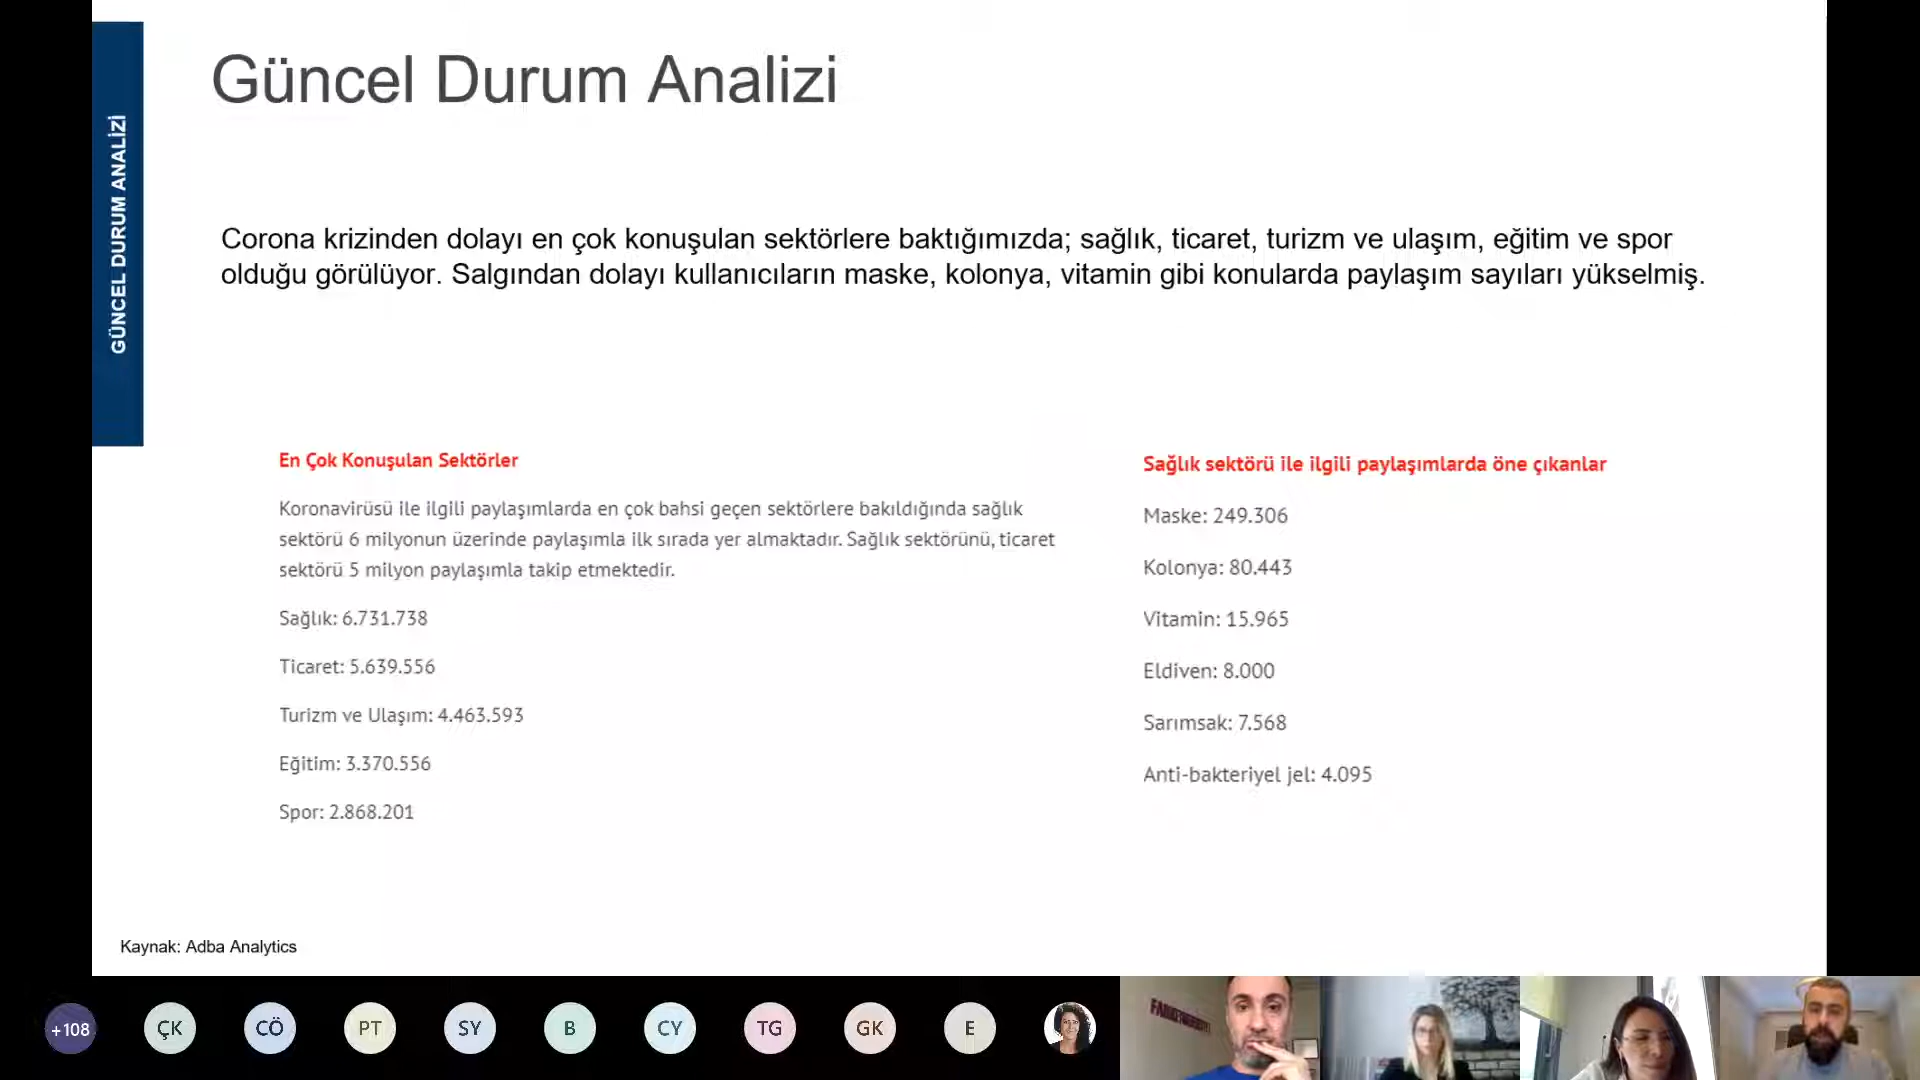 GÜNCEL DURUM ANALİZİ
Güncel Durum Analizi
Corona krizinden dolayı en çok konuşulan sektörlere baktığımızda; sağlık, ticaret, turizm ve ulaşım, eğitim ve spor
olduğu görülüyor. Salgından dolayı kullanıcıların maske, kolonya, vitamin gibi konularda paylaşım sayıları yükselmiş.
En Çok Konuşulan Sektörler
Koronavirüsü ile ilgili paylaşımlarda en çok bahsi geçen sektörlere bakıldığında sağlık
sektörü 6 milyonun üzerinde paylaşımla ilk sırada yer almaktadır. Sağlık sektörünü, ticaret
sektörü 5 milyon paylaşımla takip etmektedir.
Sağlık: 6.731.738
Ticaret: 5.639.556
Turizm ve Ulaşım: 4.463.593
Eğitim: 3.370.556
Spor: 2.868.201
Sağlık sektörü ile ilgili paylaşımlarda öne çıkanlar
Maske: 249.306
Kolonya: 80.443
Vitamin: 15.965
Eldiven: 8.000
Sarımsak: 7.568
Anti-bakteriyel jel: 4.095
Kaynak: Adba Analytics
+108
ÇK
CÖ
PT
SY
B
CY
TG
GK
E